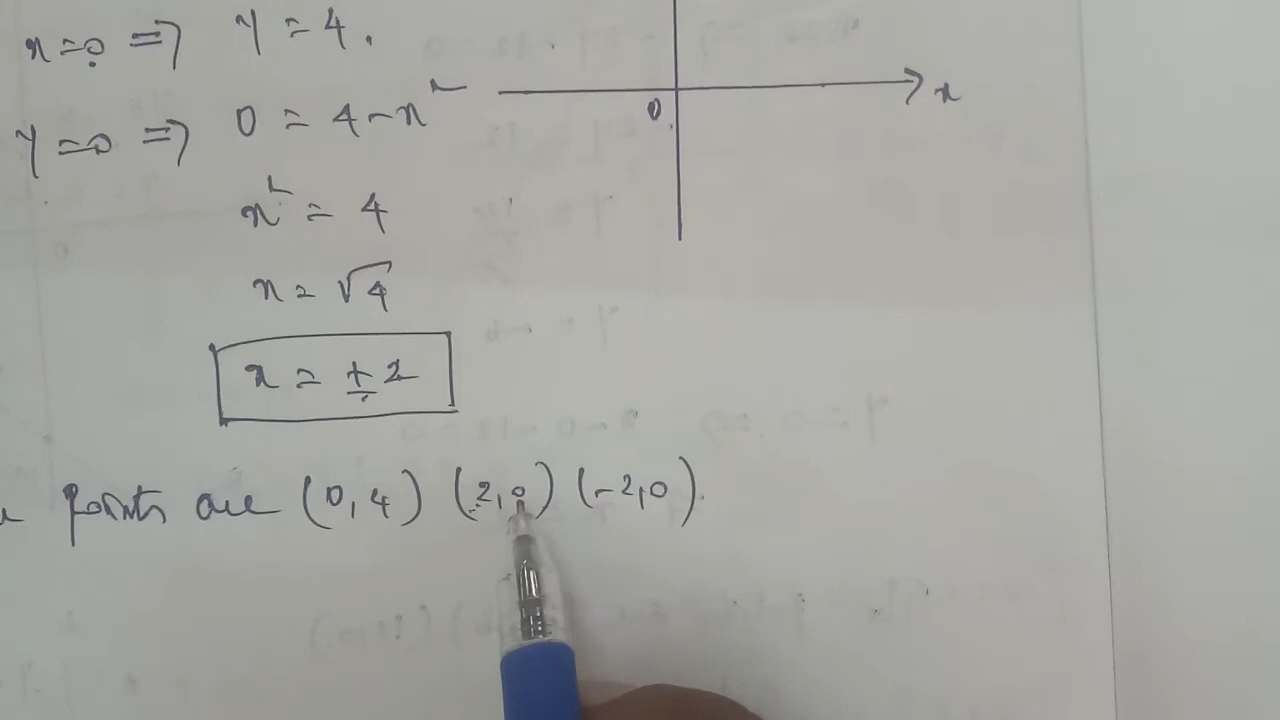 x = 0 ⇒ y = 4.
y = 0 ⇒ 0 = 4 - x²
x² = 4
x = √4
x = ± 2
points are (0, 4) (2, 0) (-2, 0).
0
x